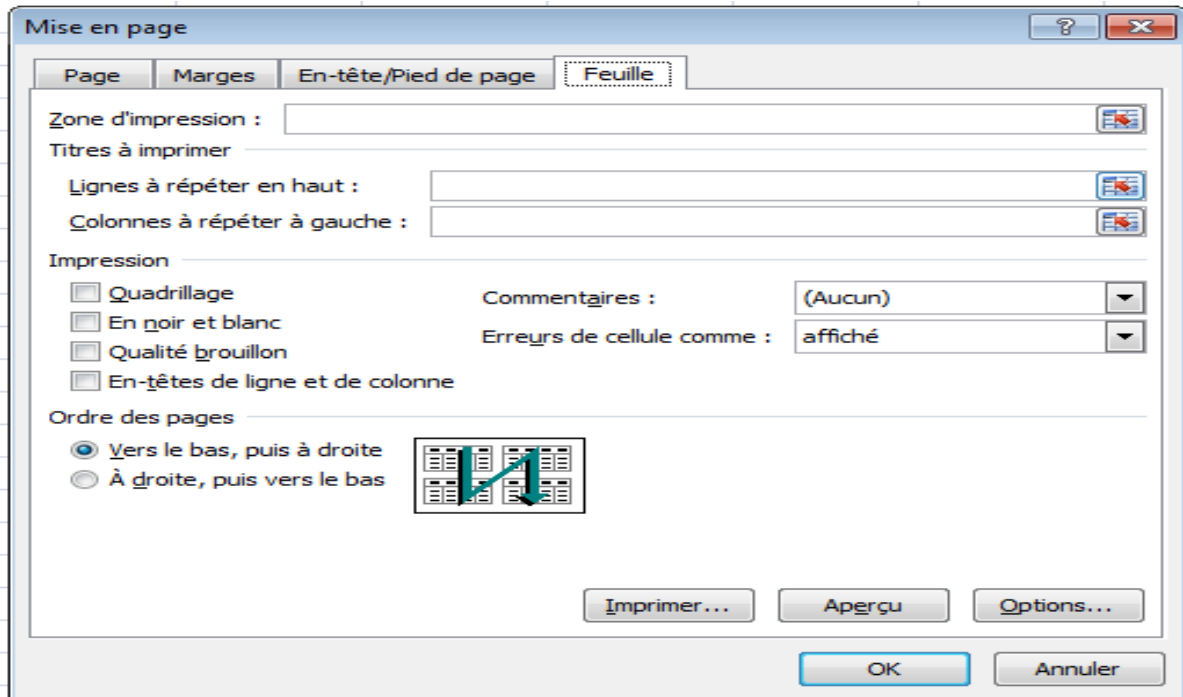 Mise en page
Page Marges En-tête/Pied de page Feuille
Zone d'impression :
Titres à imprimer
Lignes à répéter en haut :
Colonnes à répéter à gauche :
Impression
Quadrillage
En noir et blanc
Qualité brouillon
En-têtes de ligne et de colonne
Commentaires : (Aucun)
Erreurs de cellule comme : affiché
Ordre des pages
Vers le bas, puis à droite
À droite, puis vers le bas
Imprimer... Aperçu Options...
OK Annuler